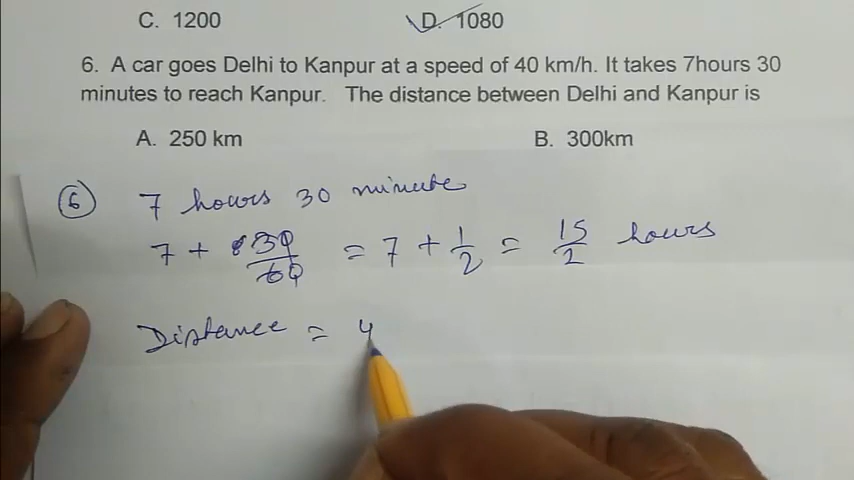 C. 1200 D. 1080
6. A car goes Delhi to Kanpur at a speed of 40 km/h. It takes 7hours 30
minutes to reach Kanpur. The distance between Delhi and Kanpur is
A. 250 km B. 300km
6 7 hours 30 minute
7 + 30/60 = 7 + 1/2 = 15/2 hours
Distance = 4